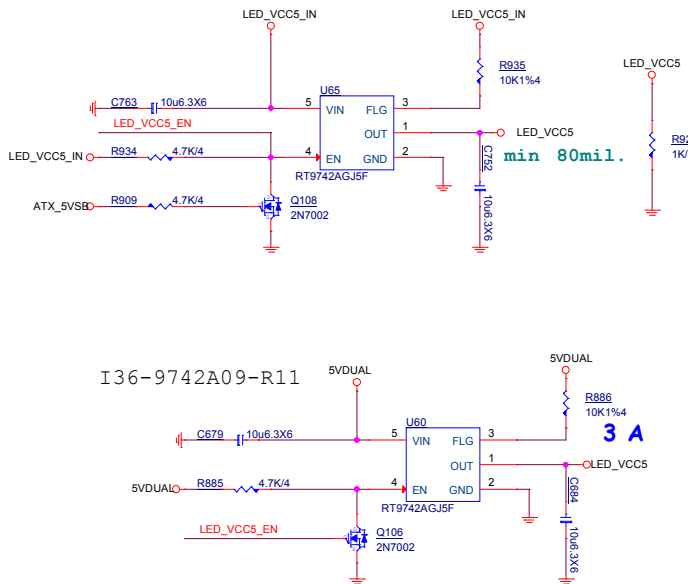 LED_VCC5_IN
LED_VCC5_IN
LED_VCC5
R935
10K1%4
U65
C763 10u6.3X6
5 VIN FLG 3
LED_VCC5_EN
OUT 1 LED_VCC5
LED_VCC5_IN R934 4.7K/4 4 EN GND 2
C752
min 80mil.
RT9742AGJ5F
1K/
ATX_5VSB R909 4.7K/4
Q108
2N7002
10u6.3X6
I36-9742A09-R11
5VDUAL
5VDUAL
R886
10K1%4
3 A
U60
C679 10u6.3X6
5 VIN FLG 3
OUT 1 LED_VCC5
5VDUAL R885 4.7K/4 4 EN GND 2
C684
RT9742AGJ5F
LED_VCC5_EN
Q106
2N7002
10u6.3X6